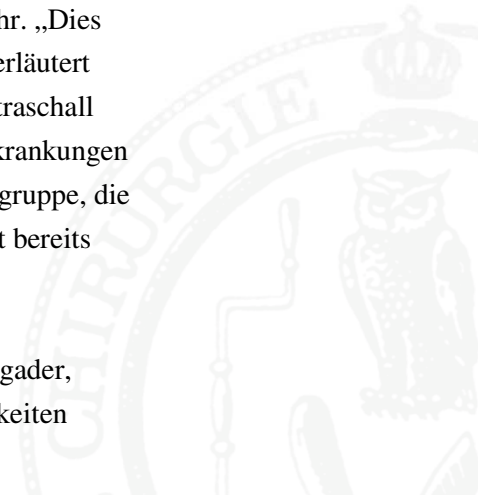 hr. „Dies
erläutert
traschall
krankungen
gruppe, die
t bereits
gader,
keiten
CHIRURGIE